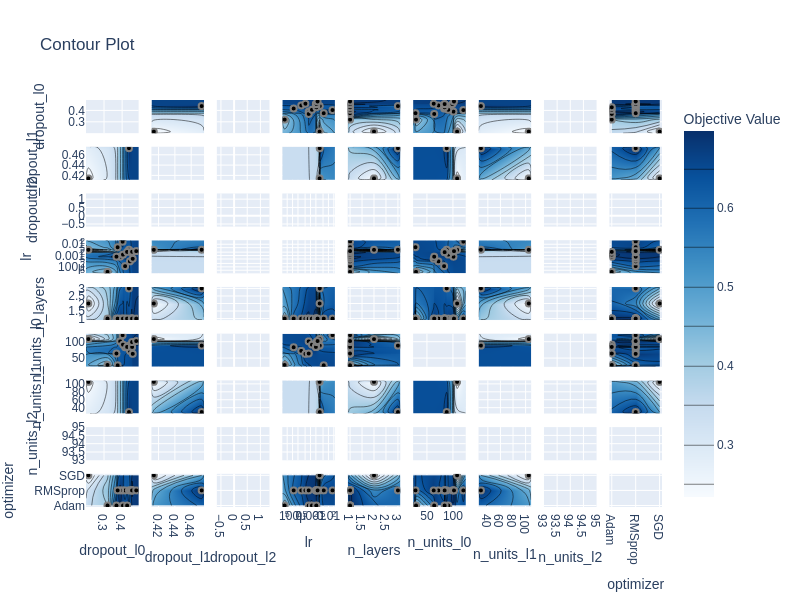 Contour Plot
Objective Value
0.6
0.5
0.4
0.3
dropout_l0
0.4
0.3
dropout_l1
0.46
0.44
0.42
dropout_l2
1
0.5
0
−0.5
lr
0.01
0.001
100μ
n_layers
3
2.5
2
1.5
1
n_units_l0
100
50
n_units_l1
100
80
60
40
n_units_l2
95
94.5
94
93.5
93
optimizer
SGD
RMSprop
Adam
0.3
0.4
dropout_l0
0.42
0.44
0.46
dropout_l1
−0.5
0
0.5
1
dropout_l2
lr
1
2
3
n_layers
50
100
n_units_l0
40
60
80
100
n_units_l1
93
93.5
94
94.5
95
n_units_l2
Adam
RMSprop
SGD
optimizer